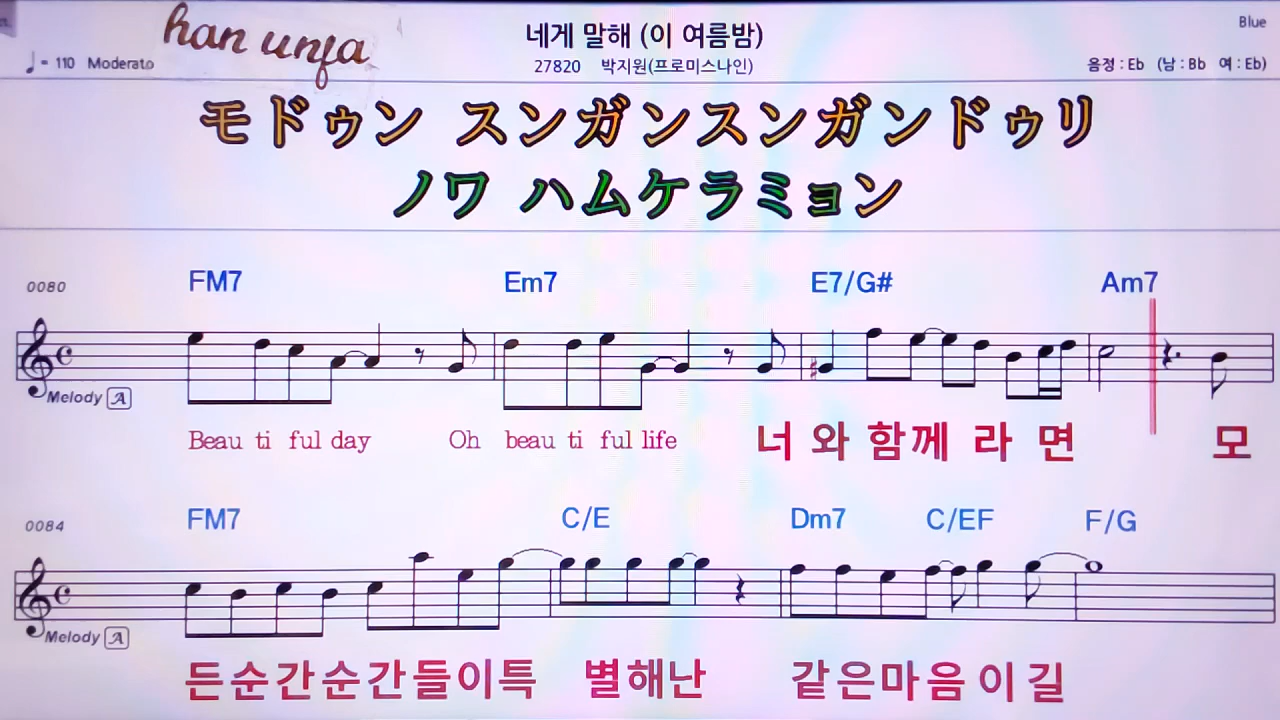 han unja
네게 말해 (이 여름밤)
Blue
♩= 110 Moderato
27820 박지원(프로미스나인)
음정 : Eb (남 : Bb 여 : Eb)
モドゥン スンガンスンガンドゥリ
ノワ ハムケラミョン
0080 FM7 Em7 E7/G# Am7
Melody A
Beau ti ful day Oh beau ti ful life 너 와 함께 라 면 모
0084 FM7 C/E Dm7 C/EF F/G
Melody A
든순간순간들이특 별해난 같은마음이길